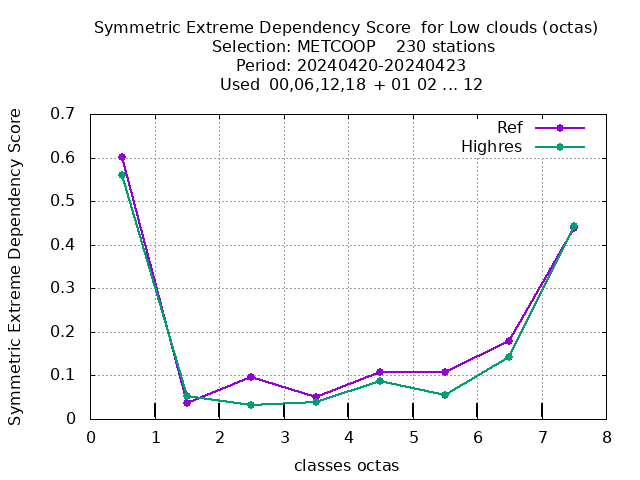 Symmetric Extreme Dependency Score  for Low clouds (octas)
Selection: METCOOP    230 stations
Period: 20240420-20240423
Used  00,06,12,18  + 01 02 ... 12
Symmetric Extreme Dependency Score
0.7
0.6
0.5
0.4
0.3
0.2
0.1
0
Ref
Highres
0 1 2 3 4 5 6 7 8
classes octas